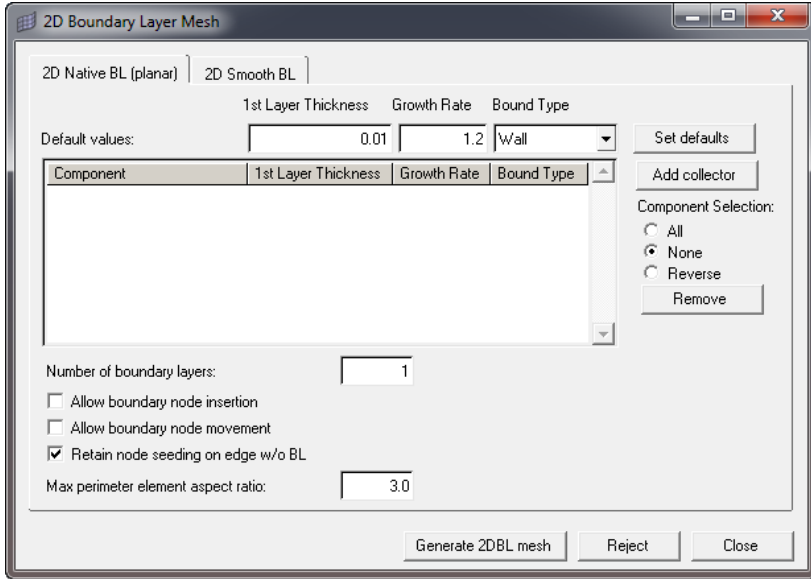 2D Boundary Layer Mesh
2D Native BL (planar) 2D Smooth BL
1st Layer Thickness Growth Rate Bound Type
Default values: 0.01 1.2 Wall Set defaults
Component 1st Layer Thickness Growth Rate Bound Type
Add collector
Component Selection:
All
None
Reverse
Remove
Number of boundary layers: 1
Allow boundary node insertion
Allow boundary node movement
Retain node seeding on edge w/o BL
Max perimeter element aspect ratio: 3.0
Generate 2DBL mesh Reject Close